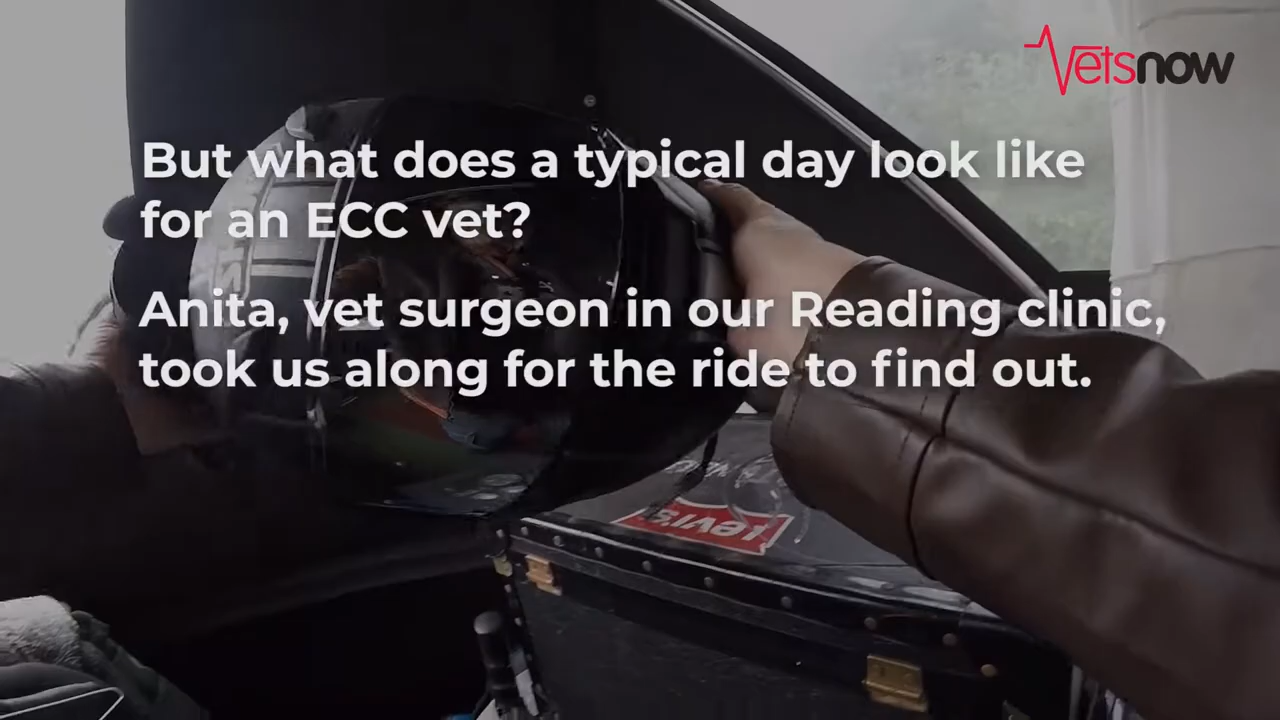 Vetsnow
But what does a typical day look like
for an ECC vet?
Anita, vet surgeon in our Reading clinic,
took us along for the ride to find out.
Levi's